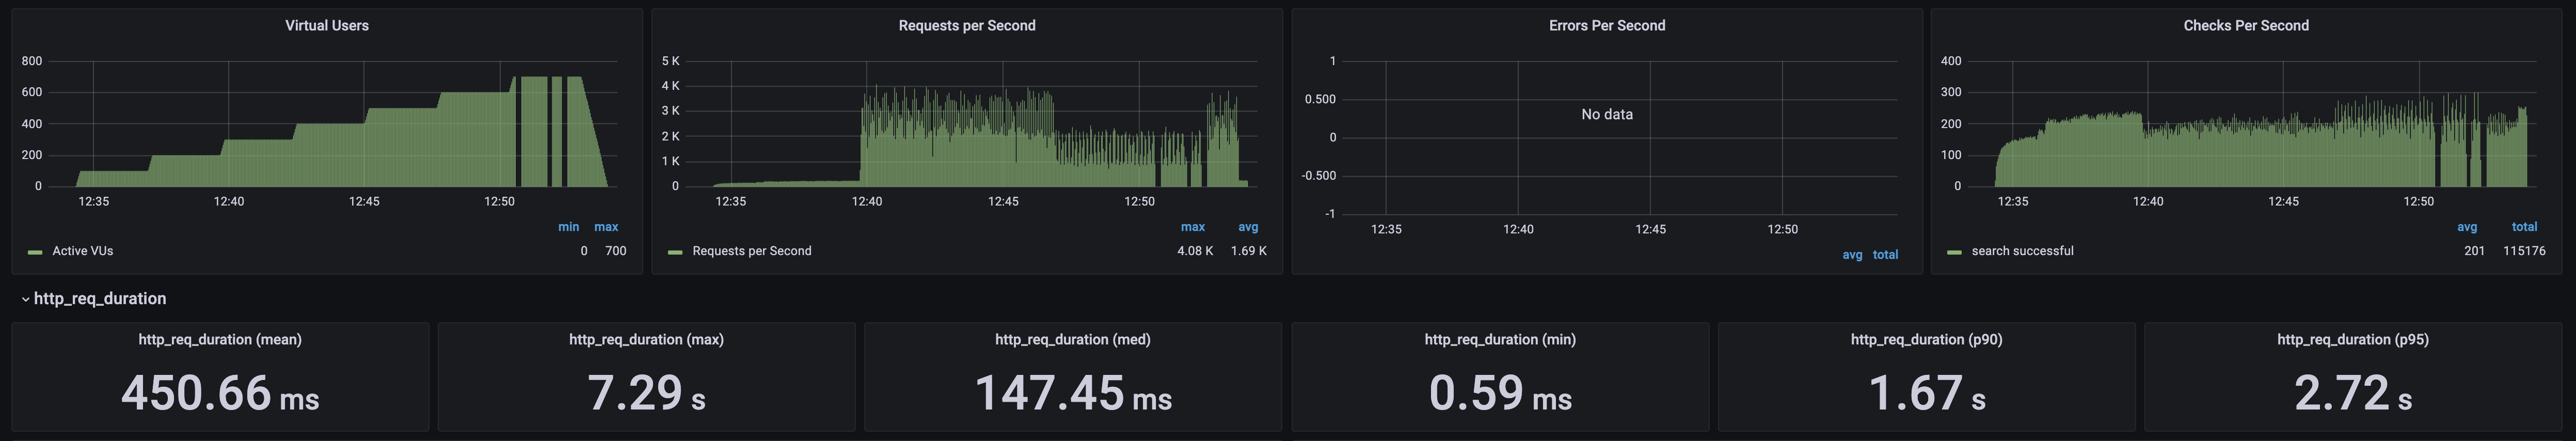 Virtual Users
800
600
400
200
0
12:35 12:40 12:45 12:50
min max
Active VUs 0 700
Requests per Second
5 K
4 K
3 K
2 K
1 K
0
12:35 12:40 12:45 12:50
max avg
Requests per Second 4.08 K 1.69 K
Errors Per Second
1
0.500
0
-0.500
-1
No data
12:35 12:40 12:45 12:50
avg total
Checks Per Second
400
300
200
100
0
12:35 12:40 12:45 12:50
avg total
search successful 201 115176
http_req_duration
http_req_duration (mean)
450.66 ms
http_req_duration (max)
7.29 s
http_req_duration (med)
147.45 ms
http_req_duration (min)
0.59 ms
http_req_duration (p90)
1.67 s
http_req_duration (p95)
2.72 s